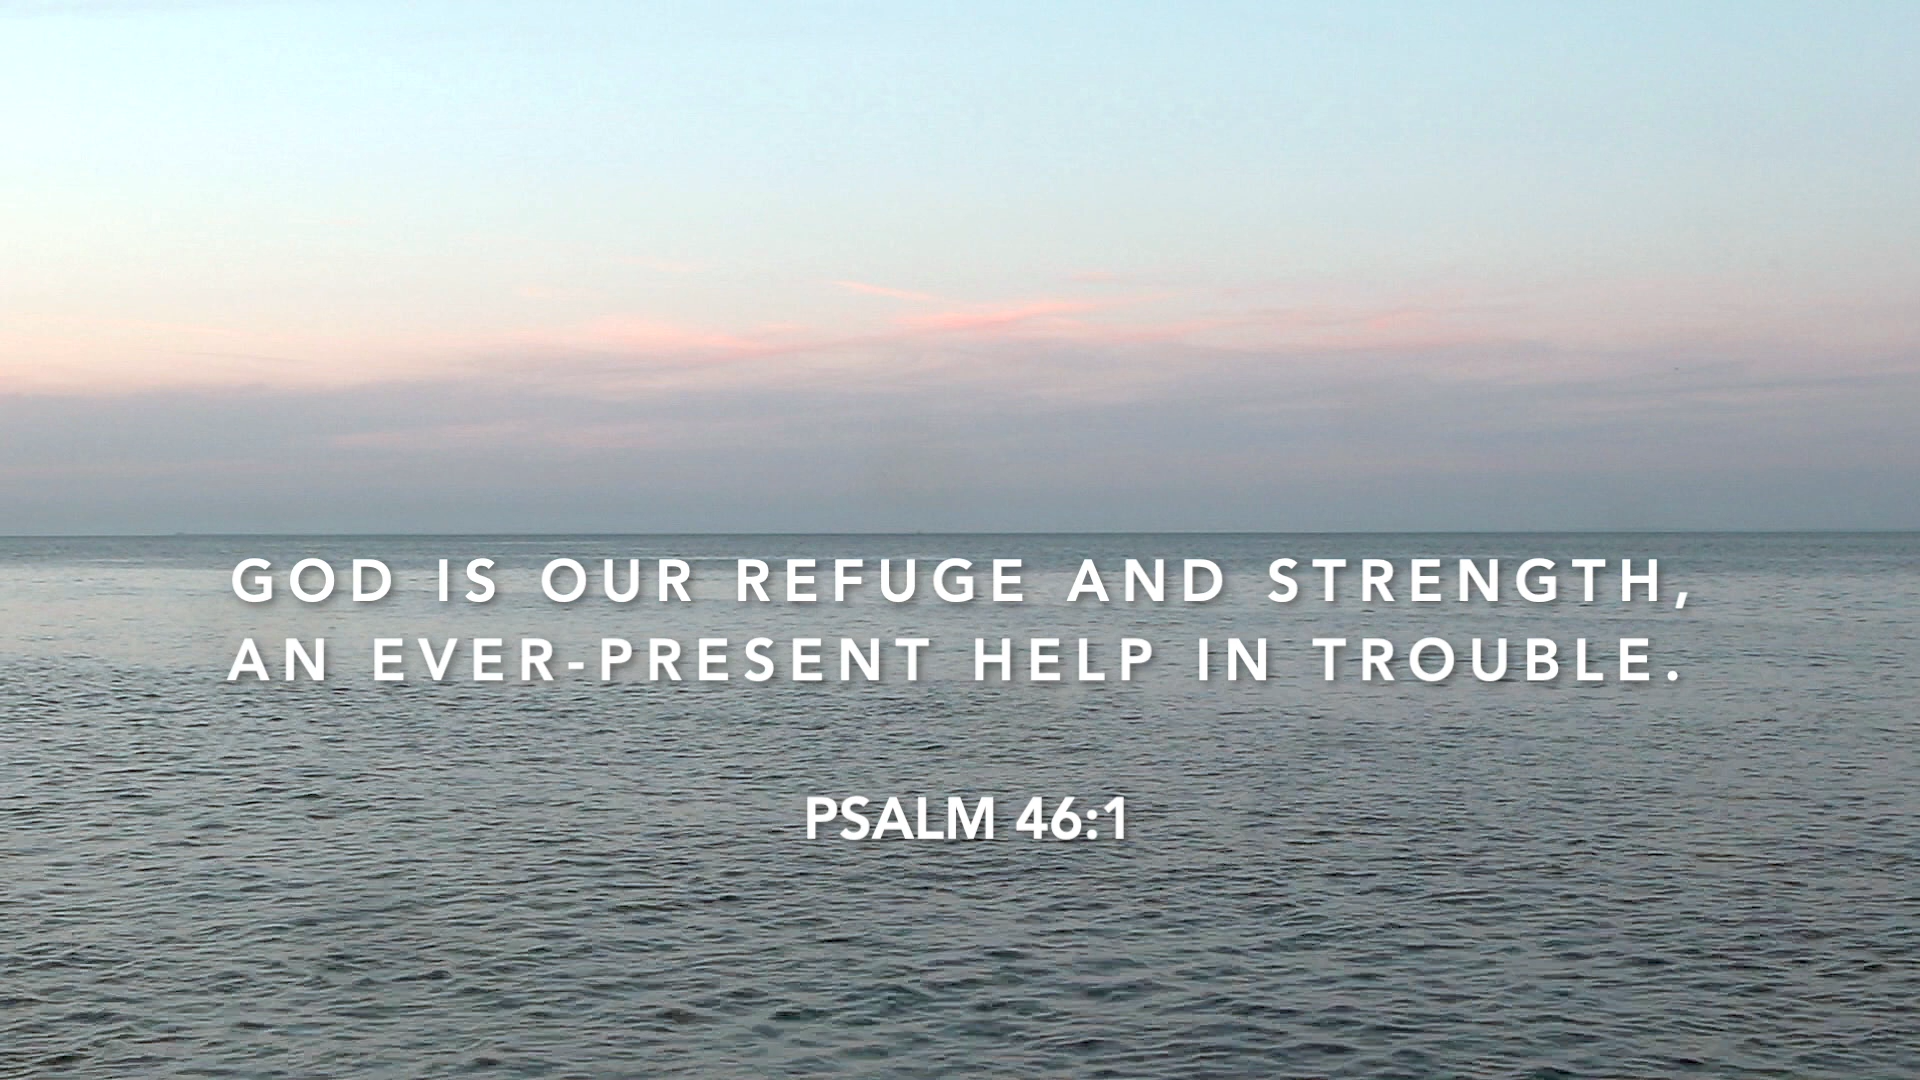 GOD IS OUR REFUGE AND STRENGTH,
AN EVER-PRESENT HELP IN TROUBLE.
PSALM 46:1